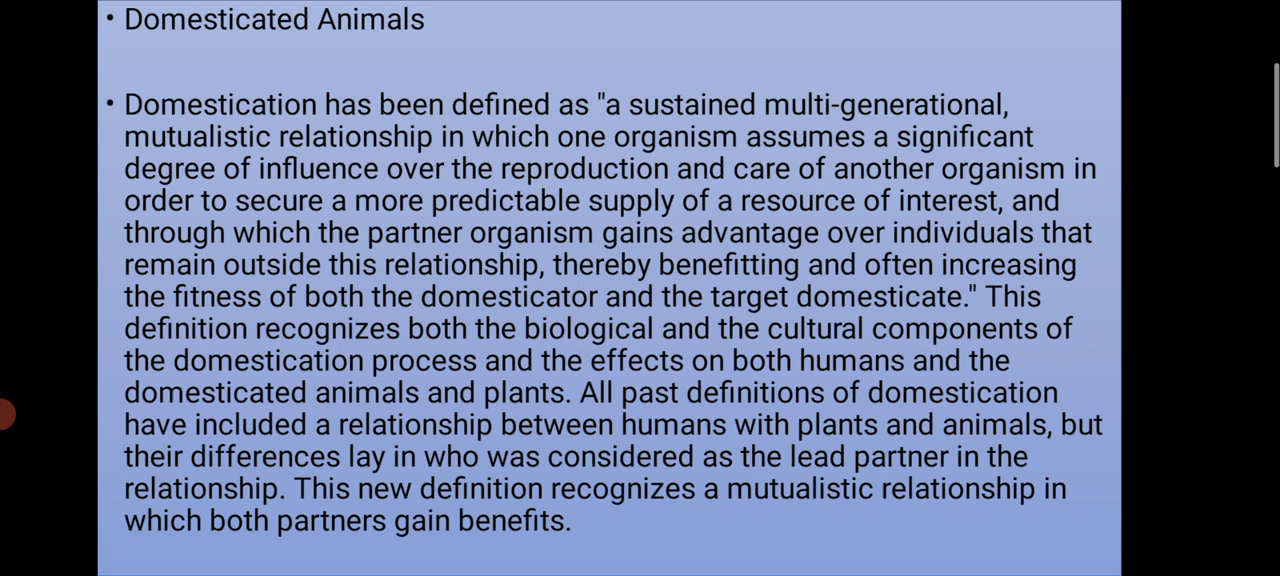 • Domesticated Animals
• Domestication has been defined as "a sustained multi-generational,
mutualistic relationship in which one organism assumes a significant
degree of influence over the reproduction and care of another organism in
order to secure a more predictable supply of a resource of interest, and
through which the partner organism gains advantage over individuals that
remain outside this relationship, thereby benefitting and often increasing
the fitness of both the domesticator and the target domesticate." This
definition recognizes both the biological and the cultural components of
the domestication process and the effects on both humans and the
domesticated animals and plants. All past definitions of domestication
have included a relationship between humans with plants and animals, but
their differences lay in who was considered as the lead partner in the
relationship. This new definition recognizes a mutualistic relationship in
which both partners gain benefits.